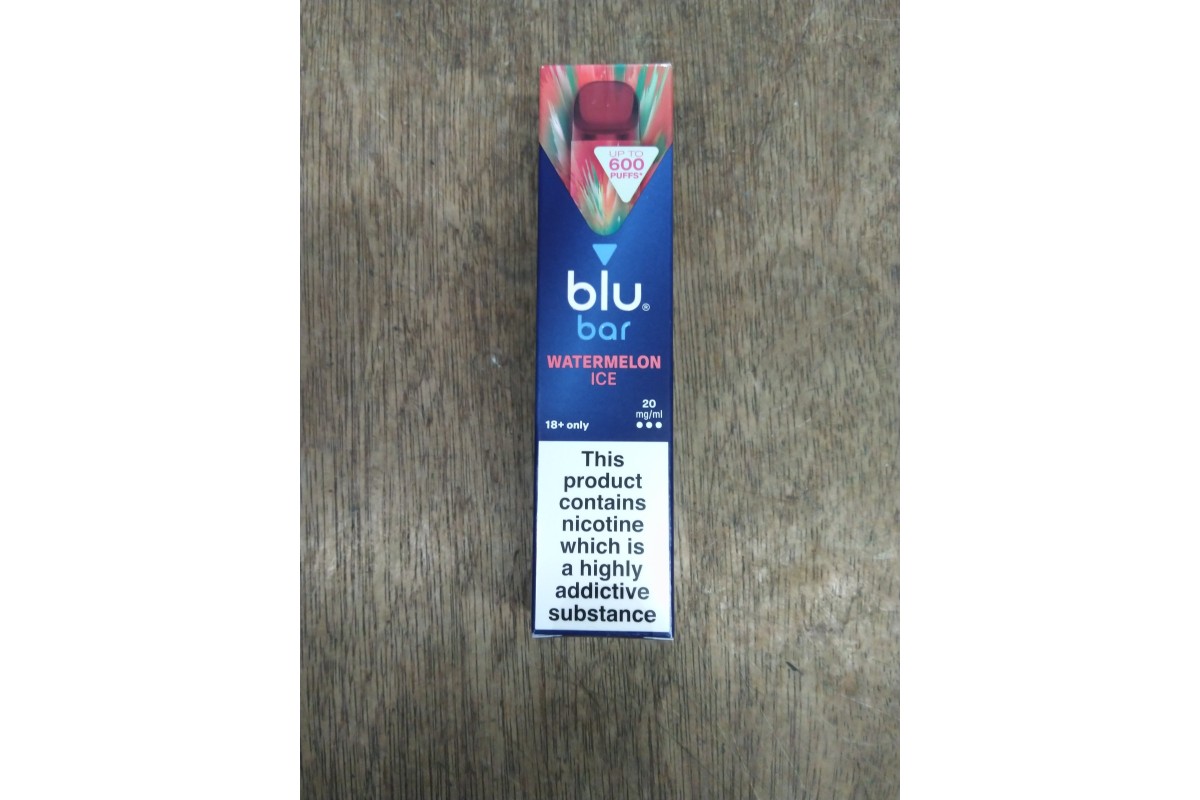 UP TO
600
PUFFS*
blu®
bar
WATERMELON
ICE
20
mg/ml
18+ only
This
product
contains
nicotine
which is
a highly
addictive
substance